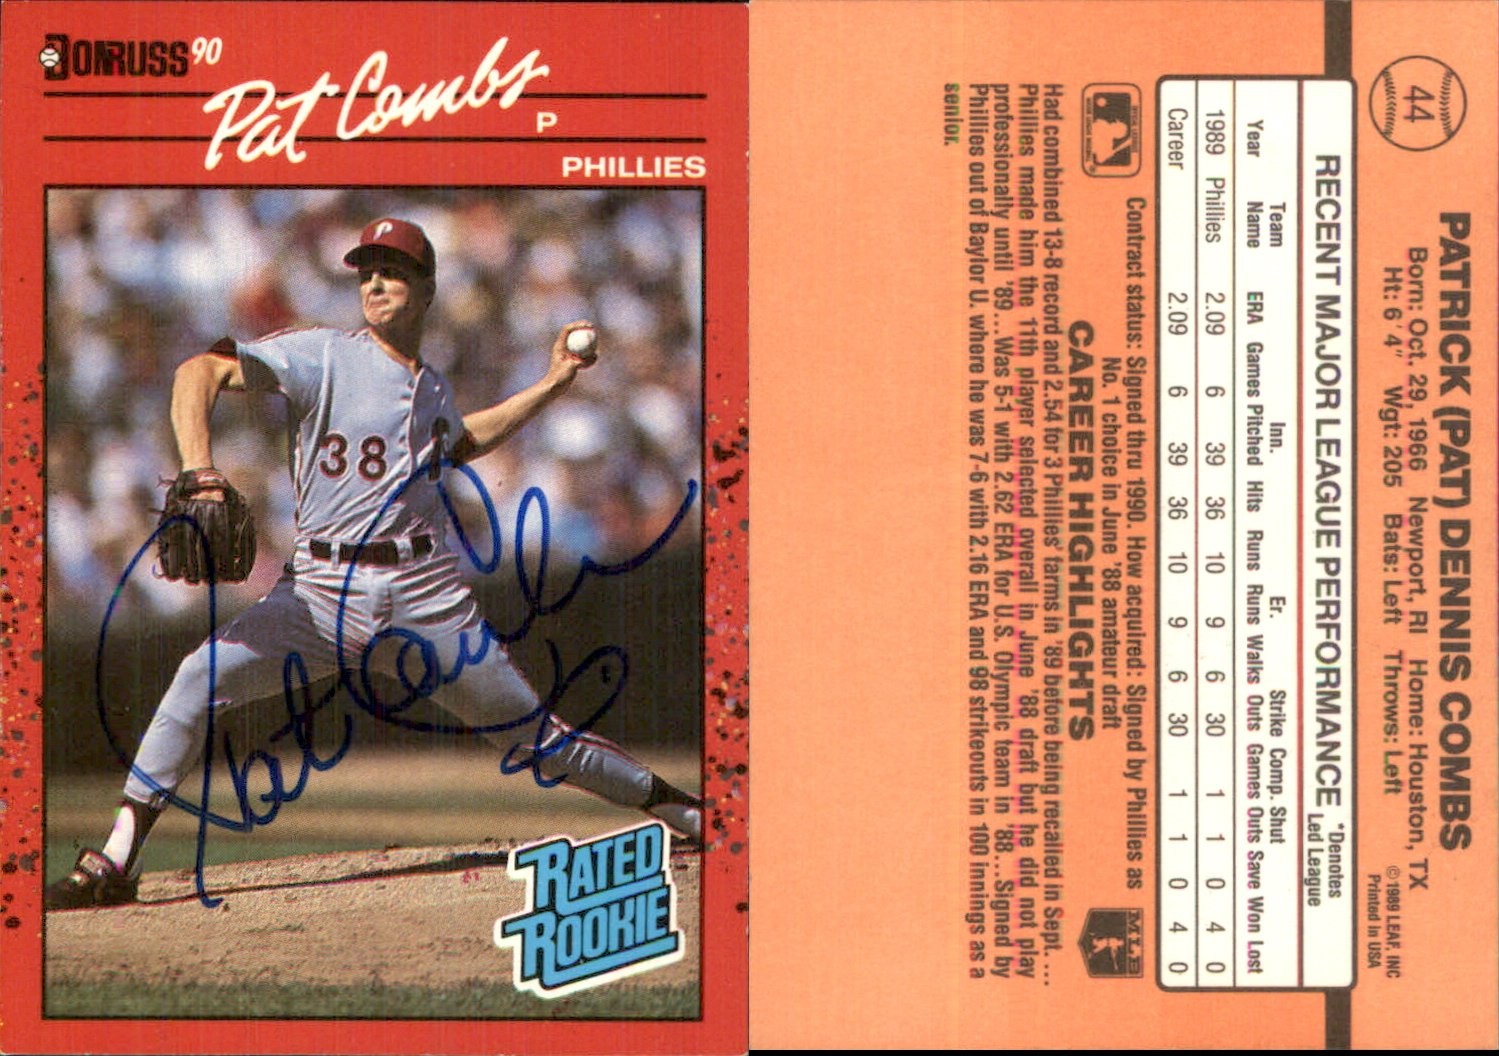 DONRUSS 90
Pat Combs
P
PHILLIES
38
Pat Combs
RATED
ROOKIE
44
PATRICK (PAT) DENNIS COMBS
Born: Oct. 29, 1966 Newport, RI Home: Houston, TX
Ht: 6'4" Wgt: 205 Bats: Left Throws: Left
© 1989 LEAF, INC
Printed in USA
RECENT MAJOR LEAGUE PERFORMANCE
*Denotes
Led League
Year Team Name ERA Games Inn. Pitched Hits Runs Er. Runs Walks Strike Outs Comp. Games Shut Outs Save Won Lost
1989 Phillies 2.09 6 39 36 10 9 6 30 1 1 0 4 0
Career 2.09 6 39 36 10 9 6 30 1 1 0 4 0
Contract status: Signed thru 1990. How acquired: Signed by Phillies as
No. 1 choice in June '88 amateur draft
CAREER HIGHLIGHTS
MLB
Had combined 13-8 record and 2.54 for 3 Phillies' farms in '89 before being recalled in Sept. ...
Phillies made him the 11th player selected overall in June '88 draft but he did not play
professionally until '89...Was 5-1 with 2.62 ERA for U.S. Olympic team in '88...Signed by
Phillies out of Baylor U. where he was 7-6 with 2.16 ERA and 98 strikeouts in 100 innings as a
senior.